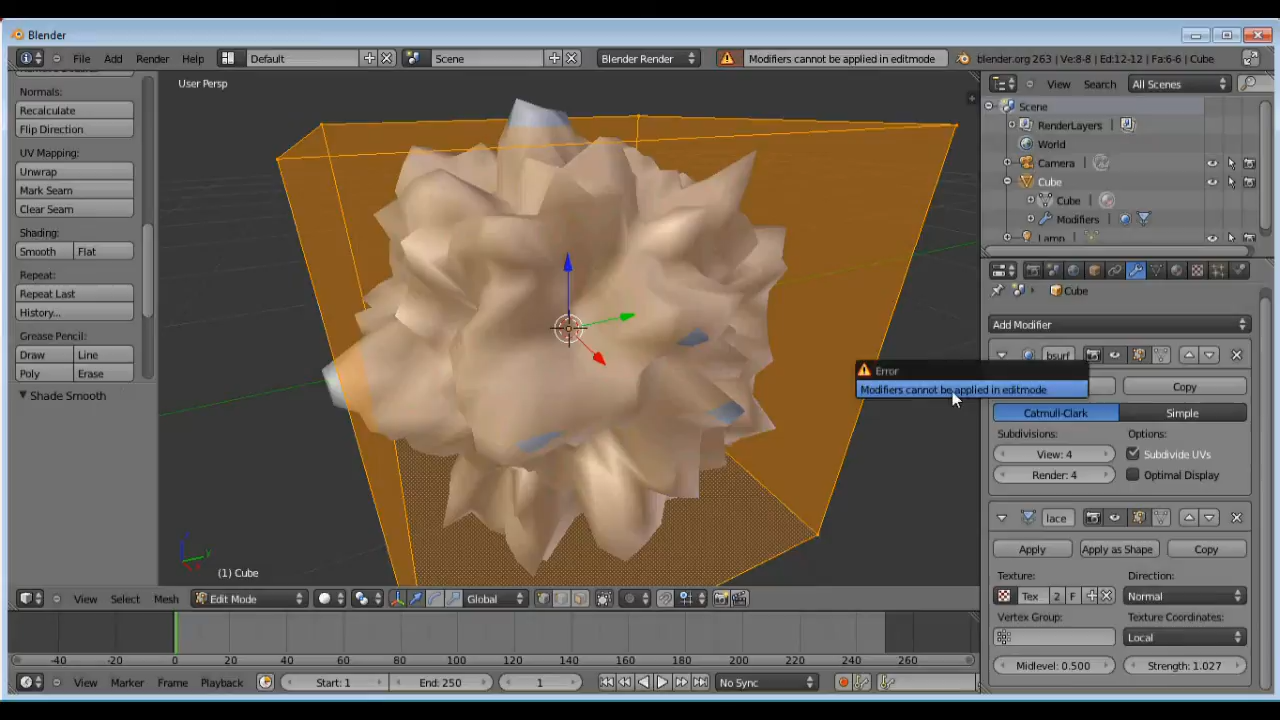 Blender
File Add Render Help Default Scene Blender Render Modifiers cannot be applied in editmode blender.org 263 | Ve:8-8 | Ed:12-12 | Fa:6-6 | Cube
Normals:
Recalculate
Flip Direction
UV Mapping:
Unwrap
Mark Seam
Clear Seam
Shading:
Smooth Flat
Repeat:
Repeat Last
History...
Grease Pencil:
Draw Line
Poly Erase
Shade Smooth
User Persp
(1) Cube
View Search All Scenes
Scene
RenderLayers
World
Camera
Cube
Cube
Modifiers
Lamp
Cube
Add Modifier
bsurf
Error
Modifiers cannot be applied in editmode
Copy
Catmull-Clark Simple
Subdivisions: Options:
View: 4 Subdivide UVs
Render: 4 Optimal Display
lace
Apply Apply as Shape Copy
Texture: Direction:
Tex 2 F Normal
Vertex Group: Texture Coordinates:
Local
Midlevel: 0.500 Strength: 1.027
View Select Mesh Edit Mode Global
-40 -20 0 20 40 60 80 100 120 140 160 180 200 220 240 260
View Marker Frame Playback Start: 1 End: 250 1 No Sync